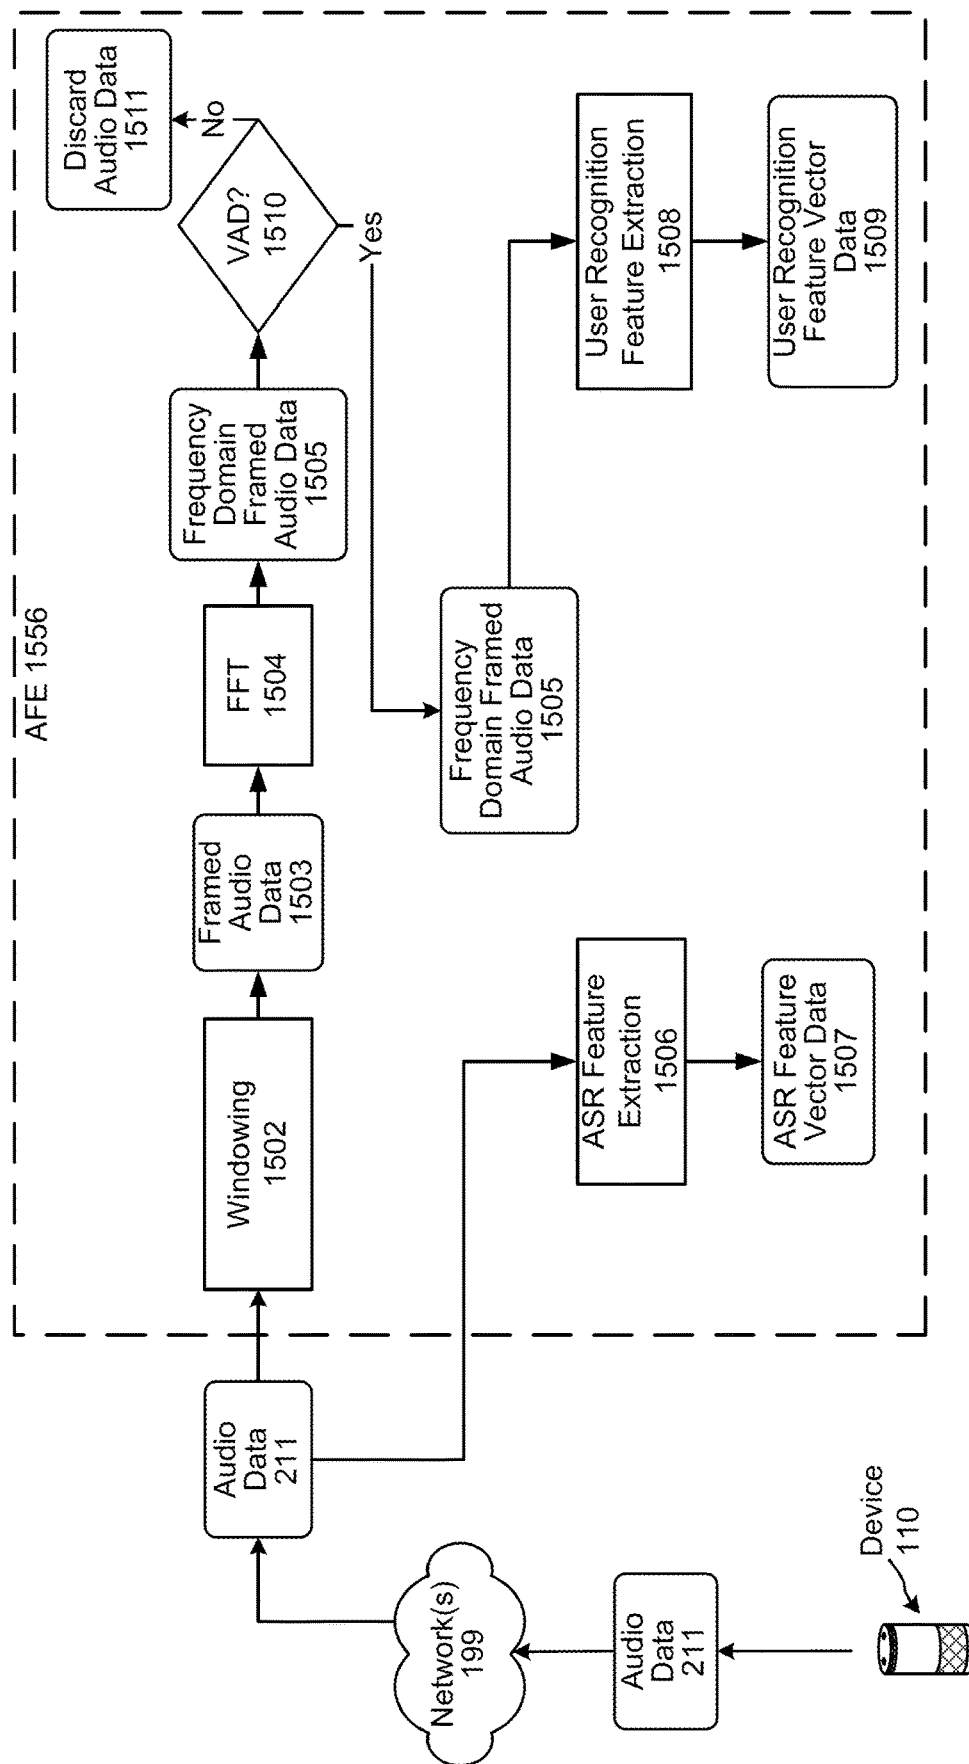 AFE 1556
Device
110
Audio
Data
211
Network(s)
199
Audio
Data
211
Windowing
1502
Framed
Audio
Data
1503
FFT
1504
Frequency
Domain
Framed
Audio Data
1505
VAD?
1510
No
Discard
Audio Data
1511
Yes
Frequency
Domain Framed
Audio Data
1505
ASR Feature
Extraction
1506
ASR Feature
Vector Data
1507
User Recognition
Feature Extraction
1508
User Recognition
Feature Vector
Data
1509